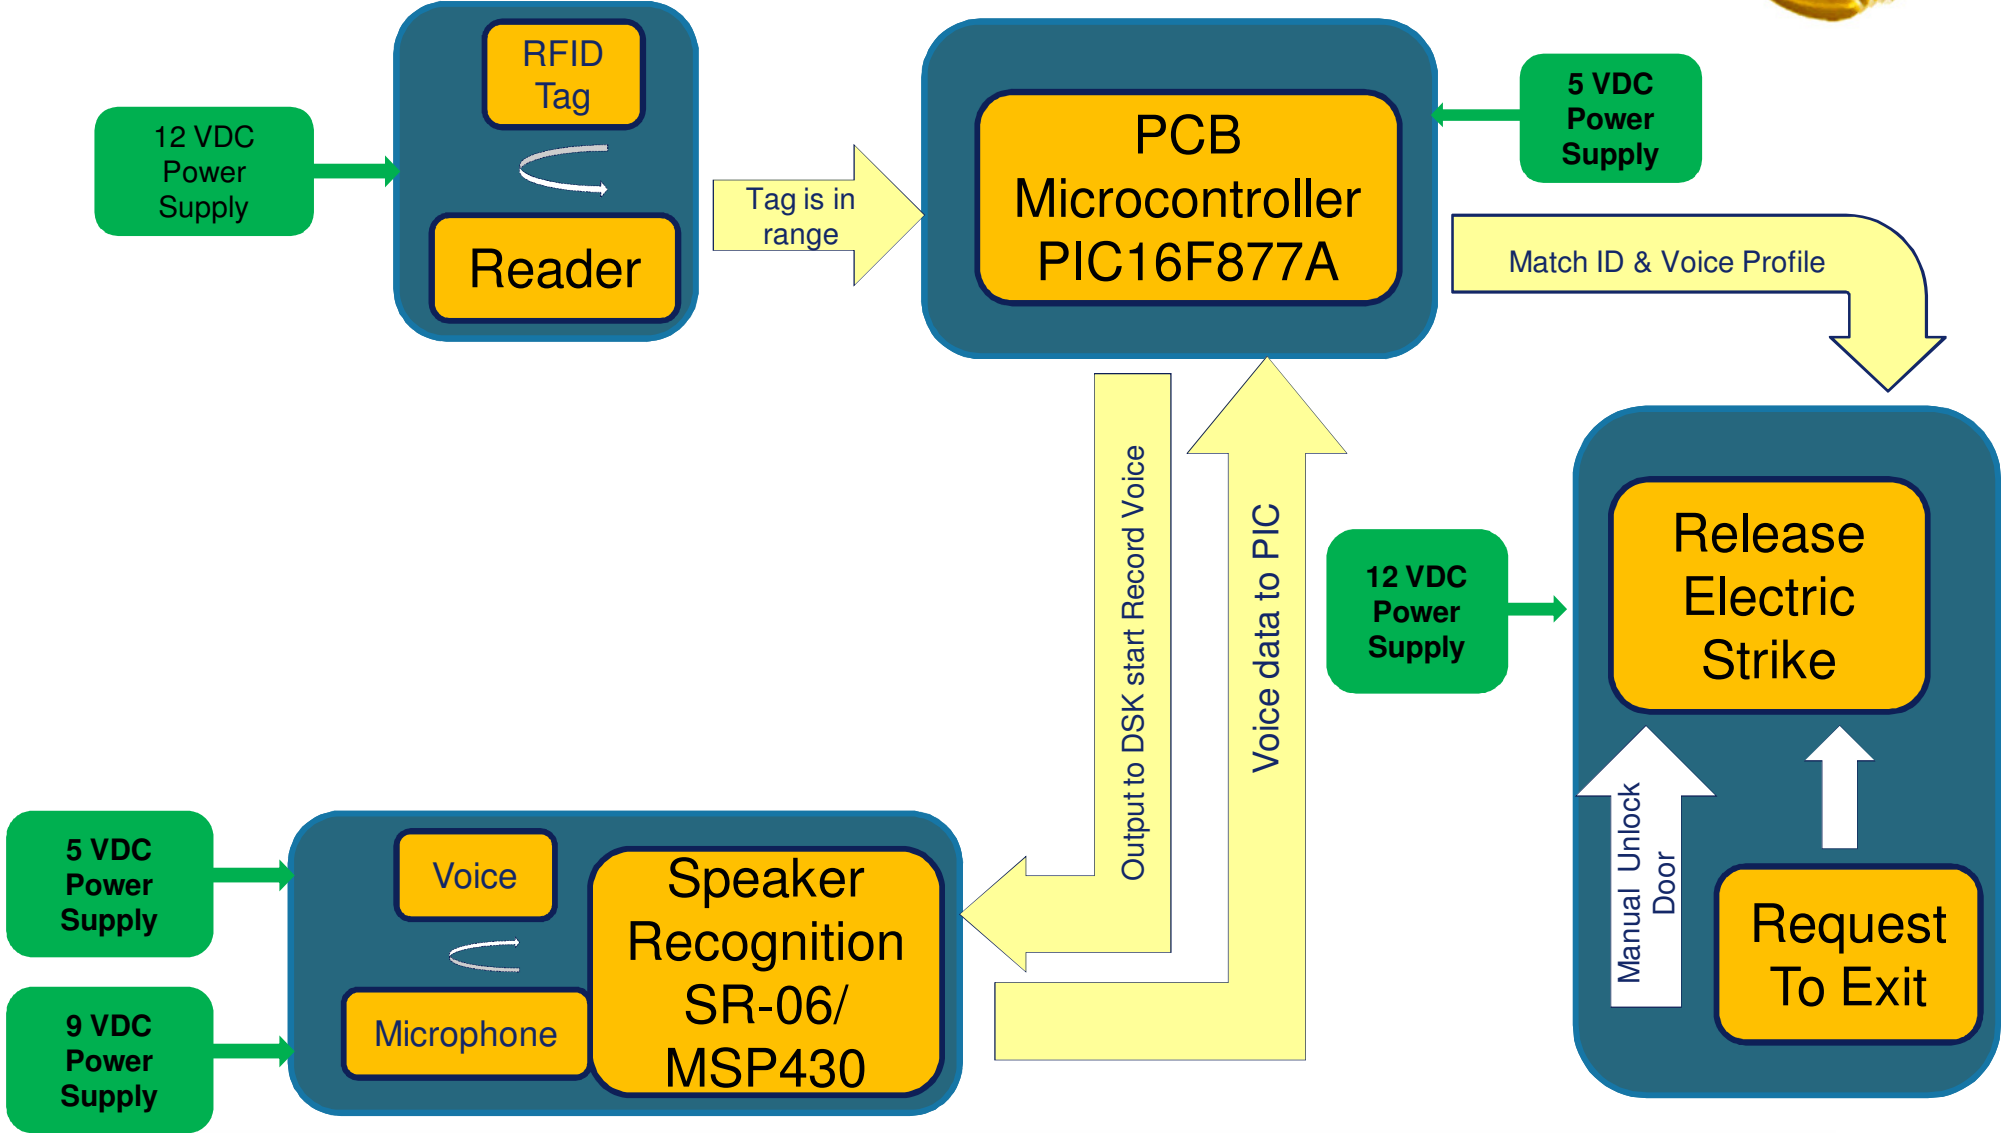 RFID
Tag
12 VDC
Power
Supply
Reader
Tag is in
range
PCB
Microcontroller
PIC16F877A
5 VDC
Power
Supply
Match ID & Voice Profile
Output to DSK start Record Voice
Voice data to PIC
12 VDC
Power
Supply
Release
Electric
Strike
Manual Unlock
Door
Request
To Exit
5 VDC
Power
Supply
9 VDC
Power
Supply
Voice
Microphone
Speaker
Recognition
SR-06/
MSP430